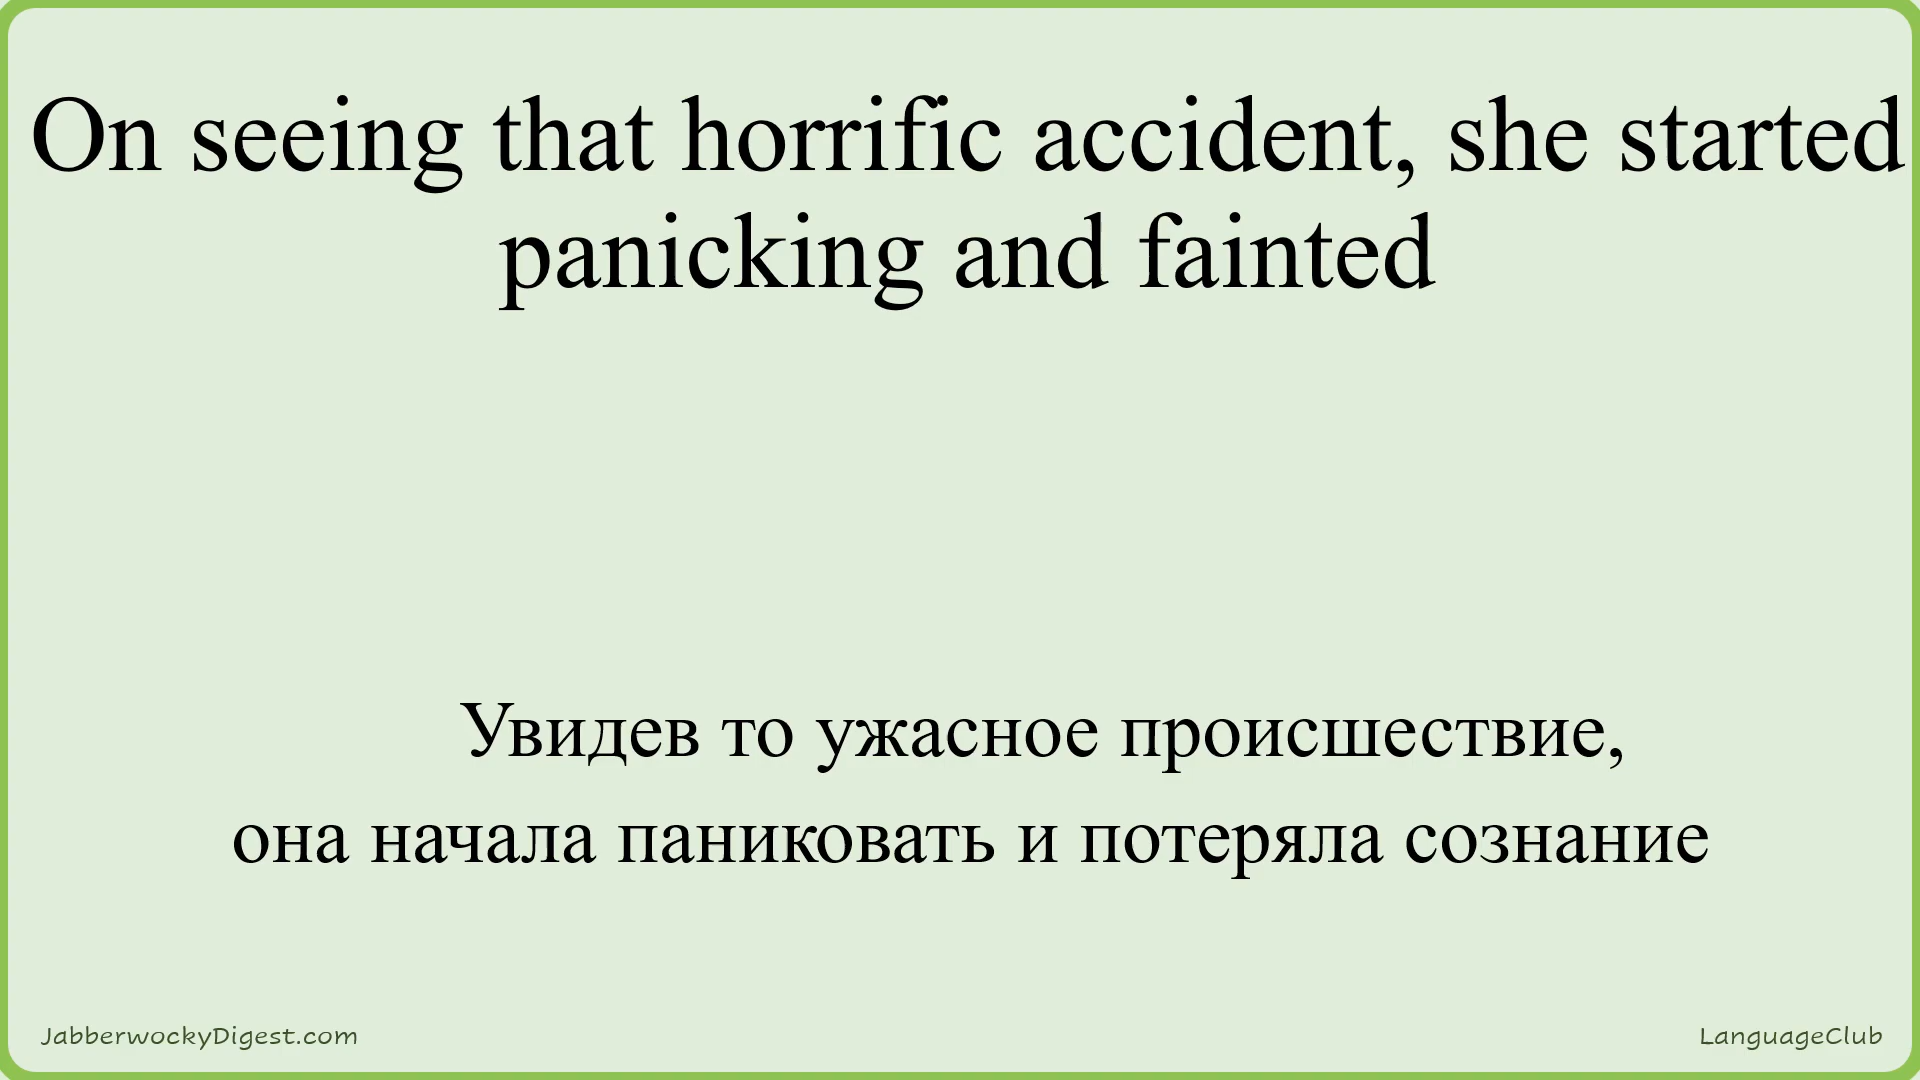 On seeing that horrific accident, she started
panicking and fainted
Увидев то ужасное происшествие,
она начала паниковать и потеряла сознание
JabberwockyDigest.com
LanguageClub